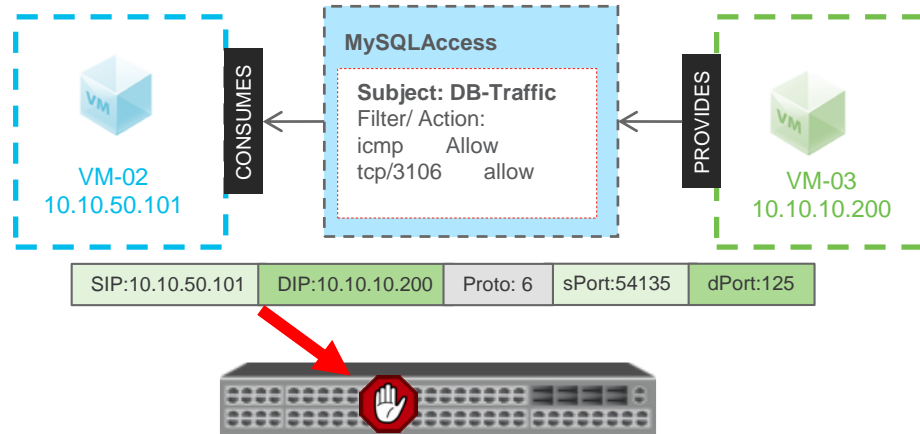 MySQLAccess
Subject: DB-Traffic
Filter/ Action:
icmp Allow
tcp/3106 allow
CONSUMES
PROVIDES
VM
VM-02
10.10.50.101
VM
VM-03
10.10.10.200
SIP:10.10.50.101 DIP:10.10.10.200 Proto: 6 sPort:54135 dPort:125